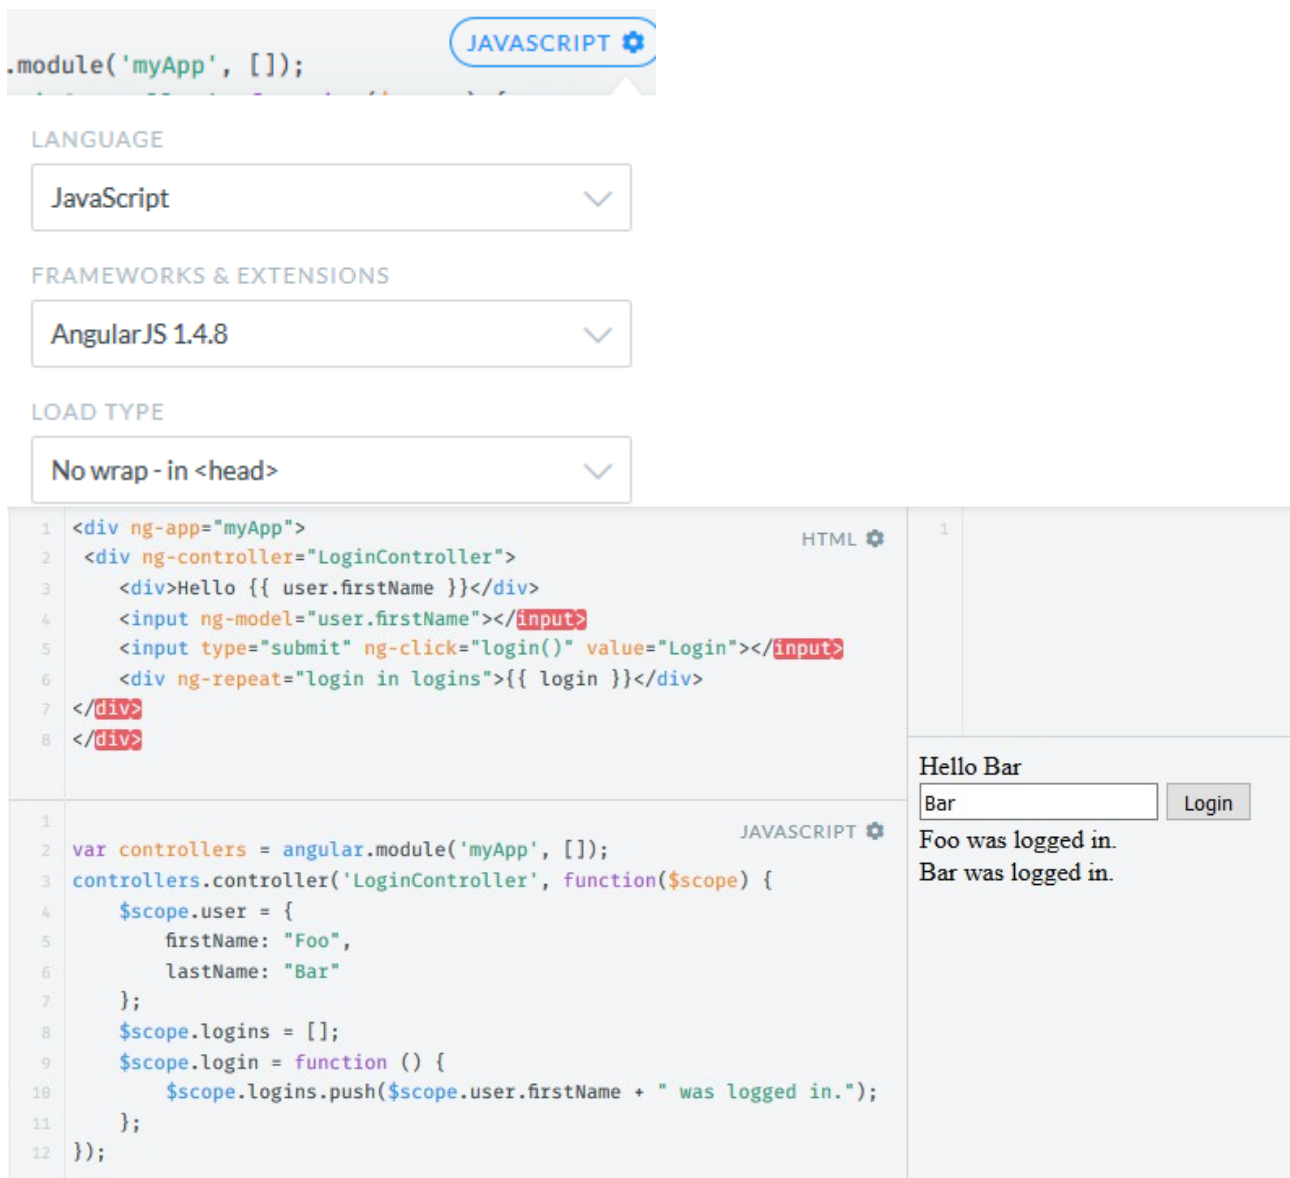 JAVASCRIPT
.module('myApp', []);
LANGUAGE
JavaScript
FRAMEWORKS & EXTENSIONS
AngularJS 1.4.8
LOAD TYPE
No wrap - in <head>
HTML
1 <div ng-app="myApp">
2 <div ng-controller="LoginController">
3 <div>Hello {{ user.firstName }}</div>
4 <input ng-model="user.firstName"></input>
5 <input type="submit" ng-click="login()" value="Login"></input>
6 <div ng-repeat="login in logins">{{ login }}</div>
7 </div>
8 </div>
1
JAVASCRIPT
1
2 var controllers = angular.module('myApp', []);
3 controllers.controller('LoginController', function($scope) {
4 $scope.user = {
5 firstName: "Foo",
6 lastName: "Bar"
7 };
8 $scope.logins = [];
9 $scope.login = function () {
10 $scope.logins.push($scope.user.firstName + " was logged in.");
11 };
12 });
Hello Bar
Bar Login
Foo was logged in.
Bar was logged in.